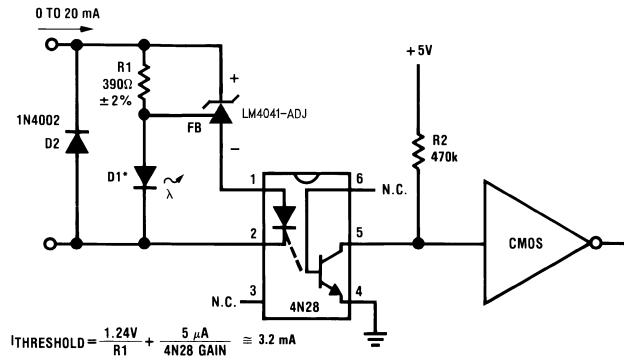 0 TO 20 mA
R1
390Ω
±2%
+
LM4041-ADJ
FB
−
1N4002
D2
D1*
λ
+5V
R2
470k
1
6
N.C.
2
5
CMOS
N.C.
3
4
4N28
ITHRESHOLD = 1.24V / R1 + 5 μA / 4N28 GAIN ≅ 3.2 mA